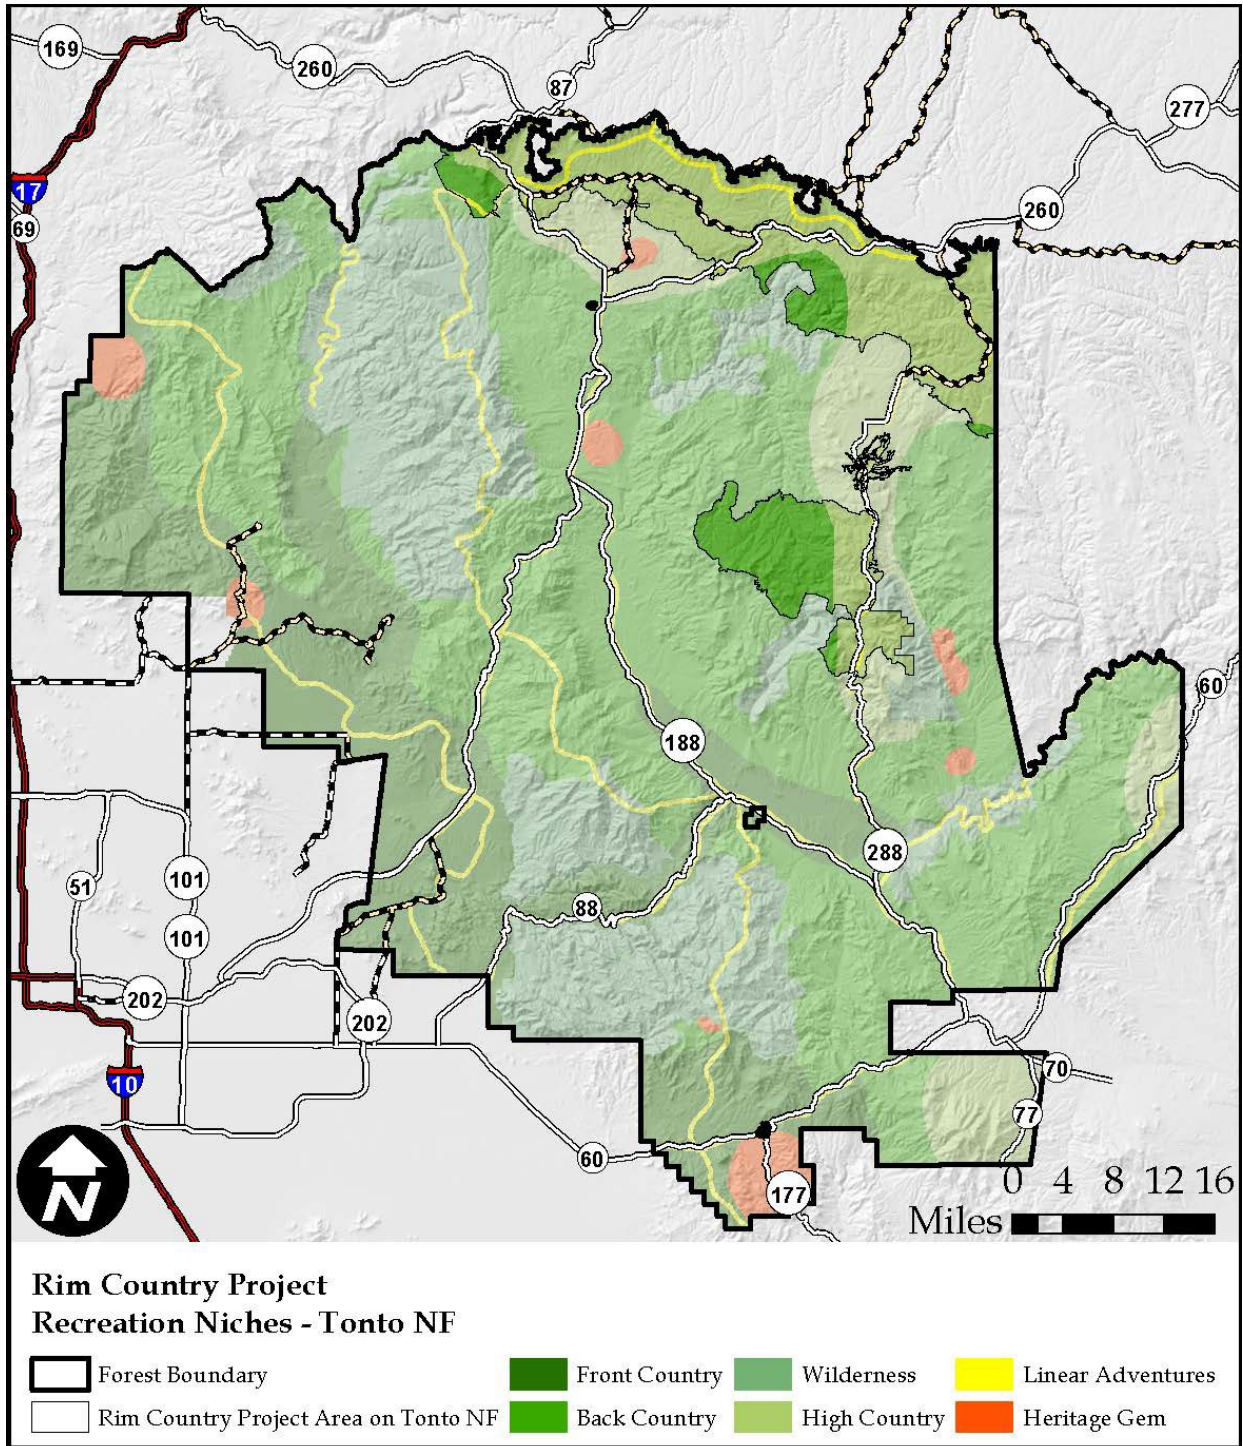 169
260
87
277
17
69
260
60
188
288
51
101
101
88
202
202
10
70
77
60
177
N
0 4 8 12 16
Miles
Rim Country Project
Recreation Niches - Tonto NF
Forest Boundary
Front Country
Wilderness
Linear Adventures
Rim Country Project Area on Tonto NF
Back Country
High Country
Heritage Gem